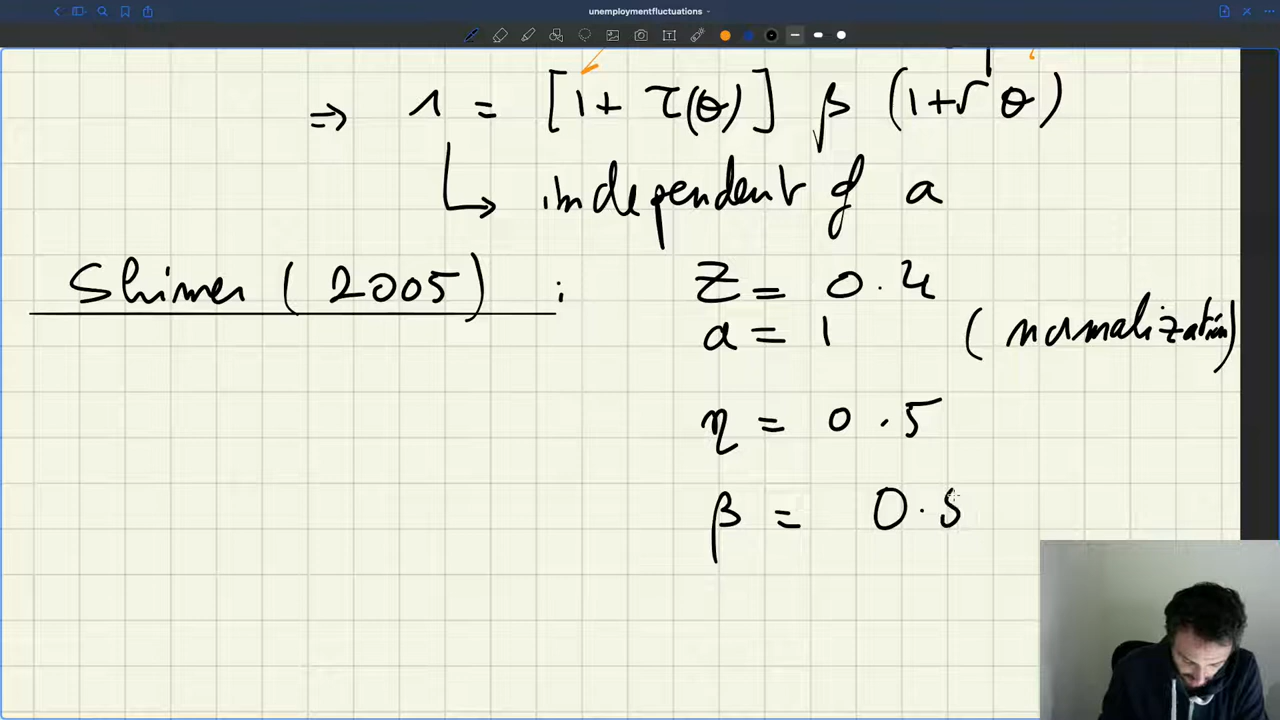 unemploymentfluctuations
⇒ 1 = [1 + τ(θ)] β (1+r θ)
↳ independent of a
Shimer (2005) : z = 0.4
a = 1 (normalization)
η = 0.5
β = 0.5